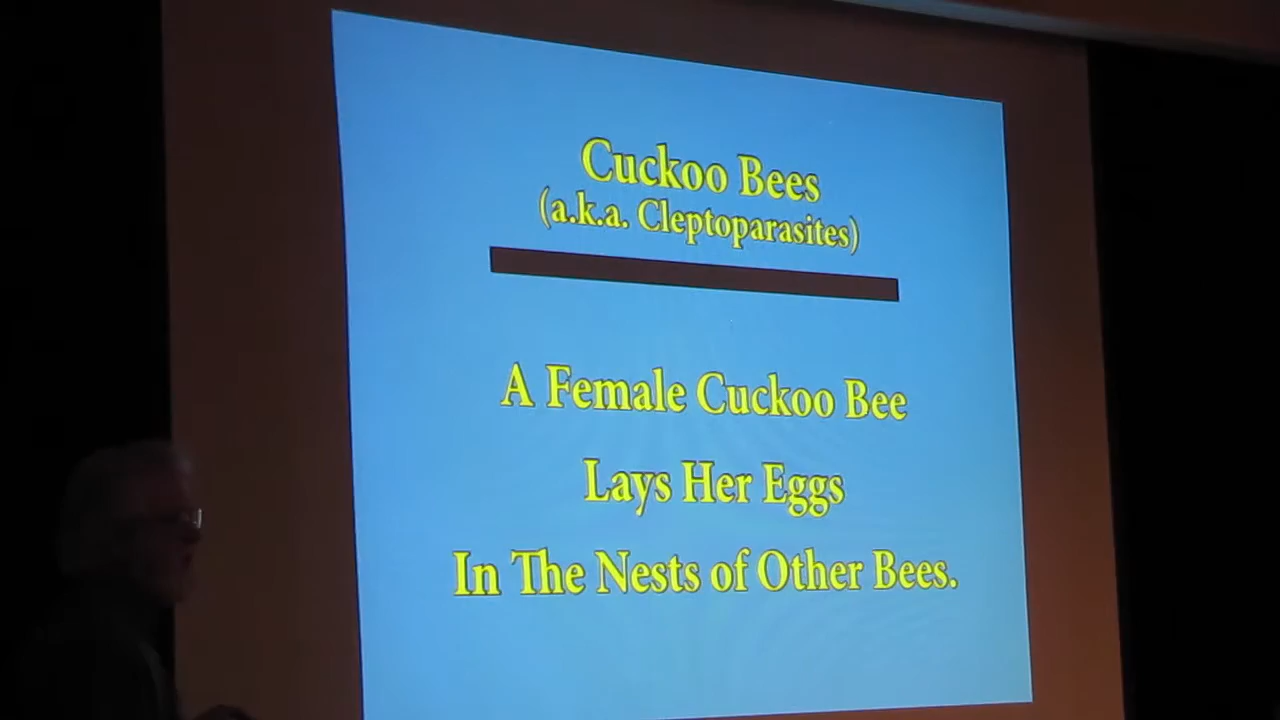 Cuckoo Bees
(a.k.a. Cleptoparasites)
A Female Cuckoo Bee
Lays Her Eggs
In The Nests of Other Bees.